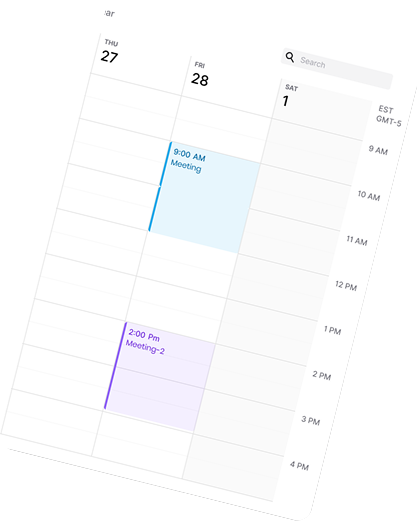 ar
Search
THU
27
FRI
28
SAT
1
EST
GMT-5
9 AM
10 AM
11 AM
12 PM
1 PM
2 PM
3 PM
4 PM
9:00 AM
Meeting
2:00 Pm
Meeting-2